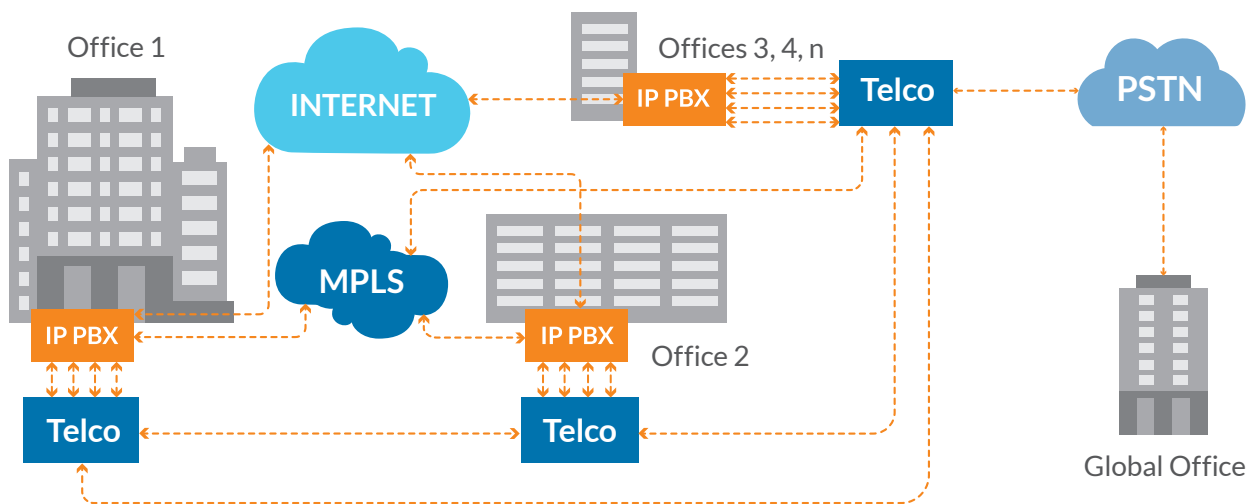 Office 1
INTERNET
Offices 3, 4, n
IP PBX
Telco
PSTN
MPLS
IP PBX
IP PBX
Office 2
Telco
Telco
Global Office